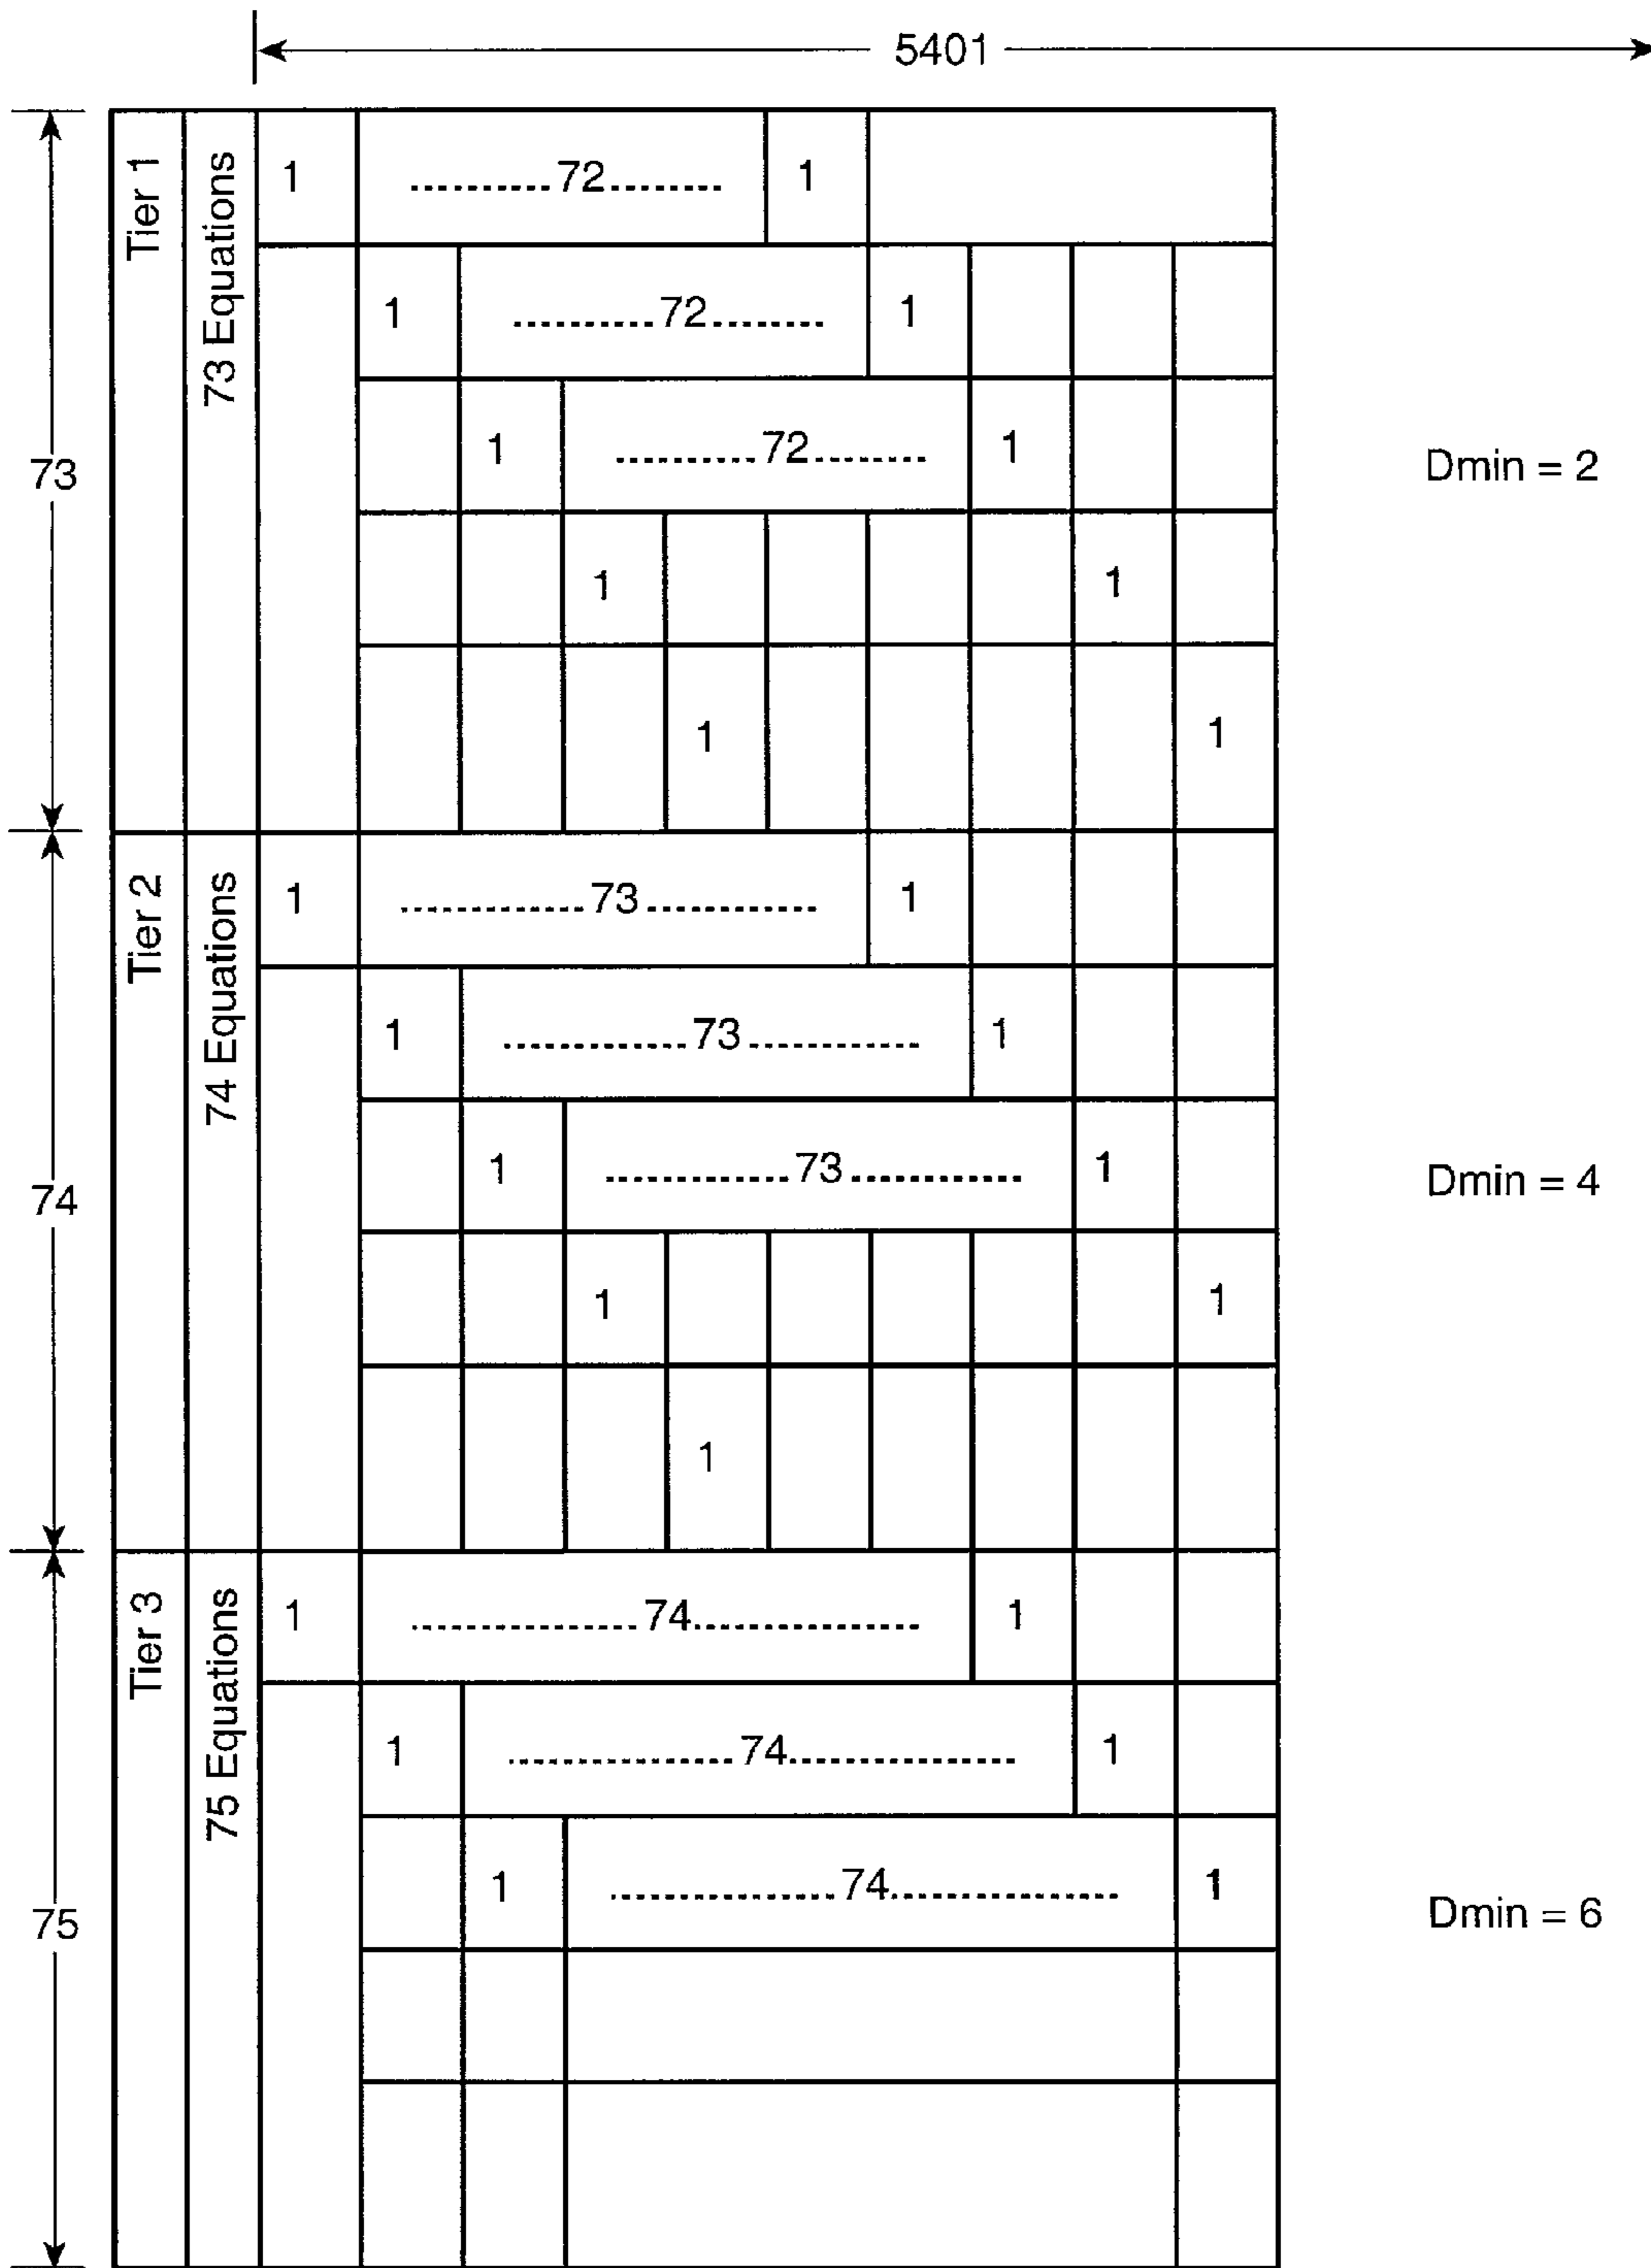 5401
Tier 1
73 Equations
1 ..........72........ 1
1 ..........72........ 1
1 ..........72........ 1
73
Dmin = 2
1 1
1 1
Tier 2
74 Equations
1 .............73............. 1
1 .............73............. 1
1 .............73............. 1
74
Dmin = 4
1 1
1
Tier 3
75 Equations
1 ................74................ 1
1 ................74................ 1
1 ................74................ 1
75
Dmin = 6